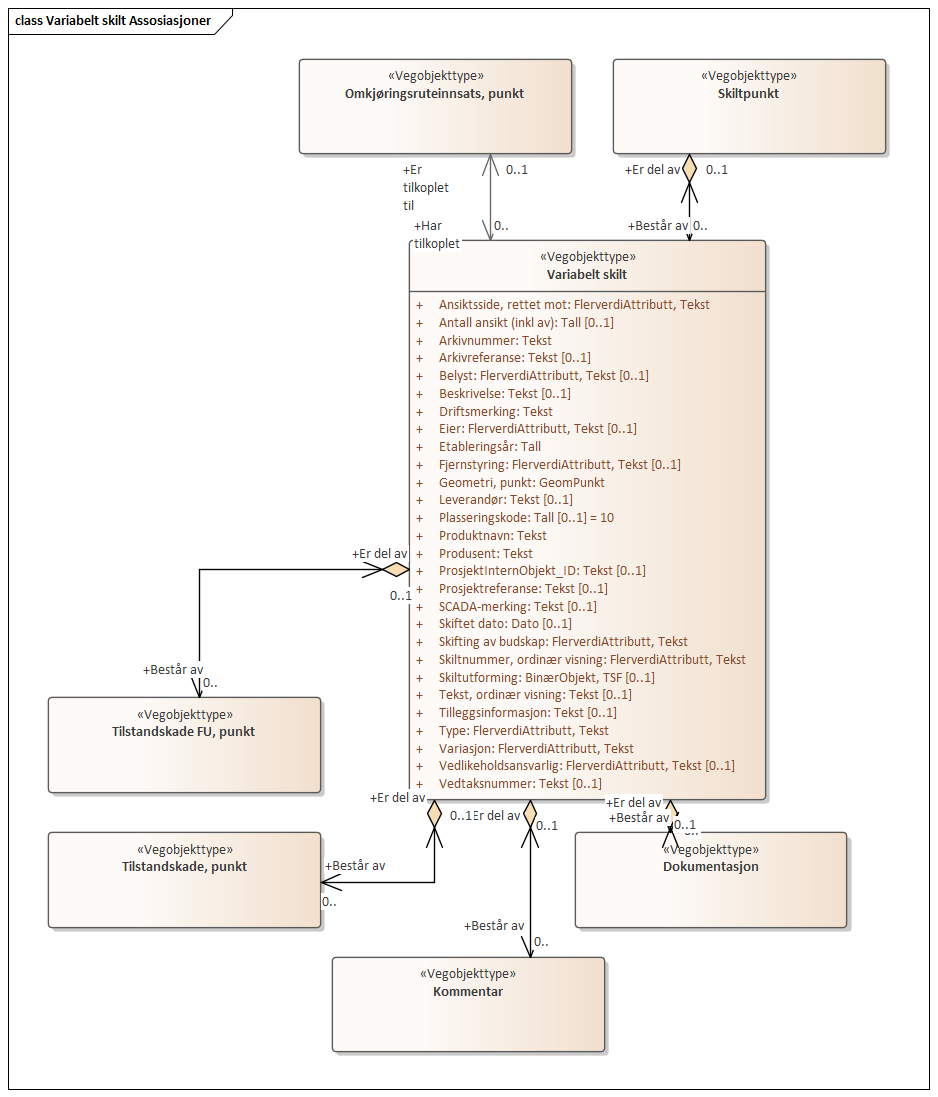 class Variabelt skilt Assosiasjoner
«Vegobjekttype»
Omkjøringsruteinnsats, punkt
«Vegobjekttype»
Skiltpunkt
+Er
tilkoplet
til
0..1
+Er del av
0..1
+Har
tilkoplet
0..
+Består av
0..
«Vegobjekttype»
Variabelt skilt
+ Ansiktsside, rettet mot: FlerverdiAttributt, Tekst
+ Antall ansikt (inkl av): Tall [0..1]
+ Arkivnummer: Tekst
+ Arkivreferanse: Tekst [0..1]
+ Belyst: FlerverdiAttributt, Tekst [0..1]
+ Beskrivelse: Tekst [0..1]
+ Driftsmerking: Tekst
+ Eier: FlerverdiAttributt, Tekst [0..1]
+ Etableringsår: Tall
+ Fjernstyring: FlerverdiAttributt, Tekst [0..1]
+ Geometri, punkt: GeomPunkt
+ Leverandør: Tekst [0..1]
+ Plasseringskode: Tall [0..1] = 10
+ Produktnavn: Tekst
+ Produsent: Tekst
+ ProsjektInternObjekt_ID: Tekst [0..1]
+ Prosjektreferanse: Tekst [0..1]
+ SCADA-merking: Tekst [0..1]
+ Skiftet dato: Dato [0..1]
+ Skifting av budskap: FlerverdiAttributt, Tekst
+ Skiltnummer, ordinær visning: FlerverdiAttributt, Tekst
+ Skiltutforming: BinærObjekt, TSF [0..1]
+ Tekst, ordinær visning: Tekst [0..1]
+ Tilleggsinformasjon: Tekst [0..1]
+ Type: FlerverdiAttributt, Tekst
+ Variasjon: FlerverdiAttributt, Tekst
+ Vedlikeholdsansvarlig: FlerverdiAttributt, Tekst [0..1]
+ Vedtaksnummer: Tekst [0..1]
+Er del av
0..1
+Består av
0..
«Vegobjekttype»
Tilstandskade FU, punkt
+Er del av
0..1
Er del av
0..1
+Er del av
+Består av
0..1
«Vegobjekttype»
Tilstandskade, punkt
+Består av
0..
«Vegobjekttype»
Dokumentasjon
+Består av
0..
«Vegobjekttype»
Kommentar